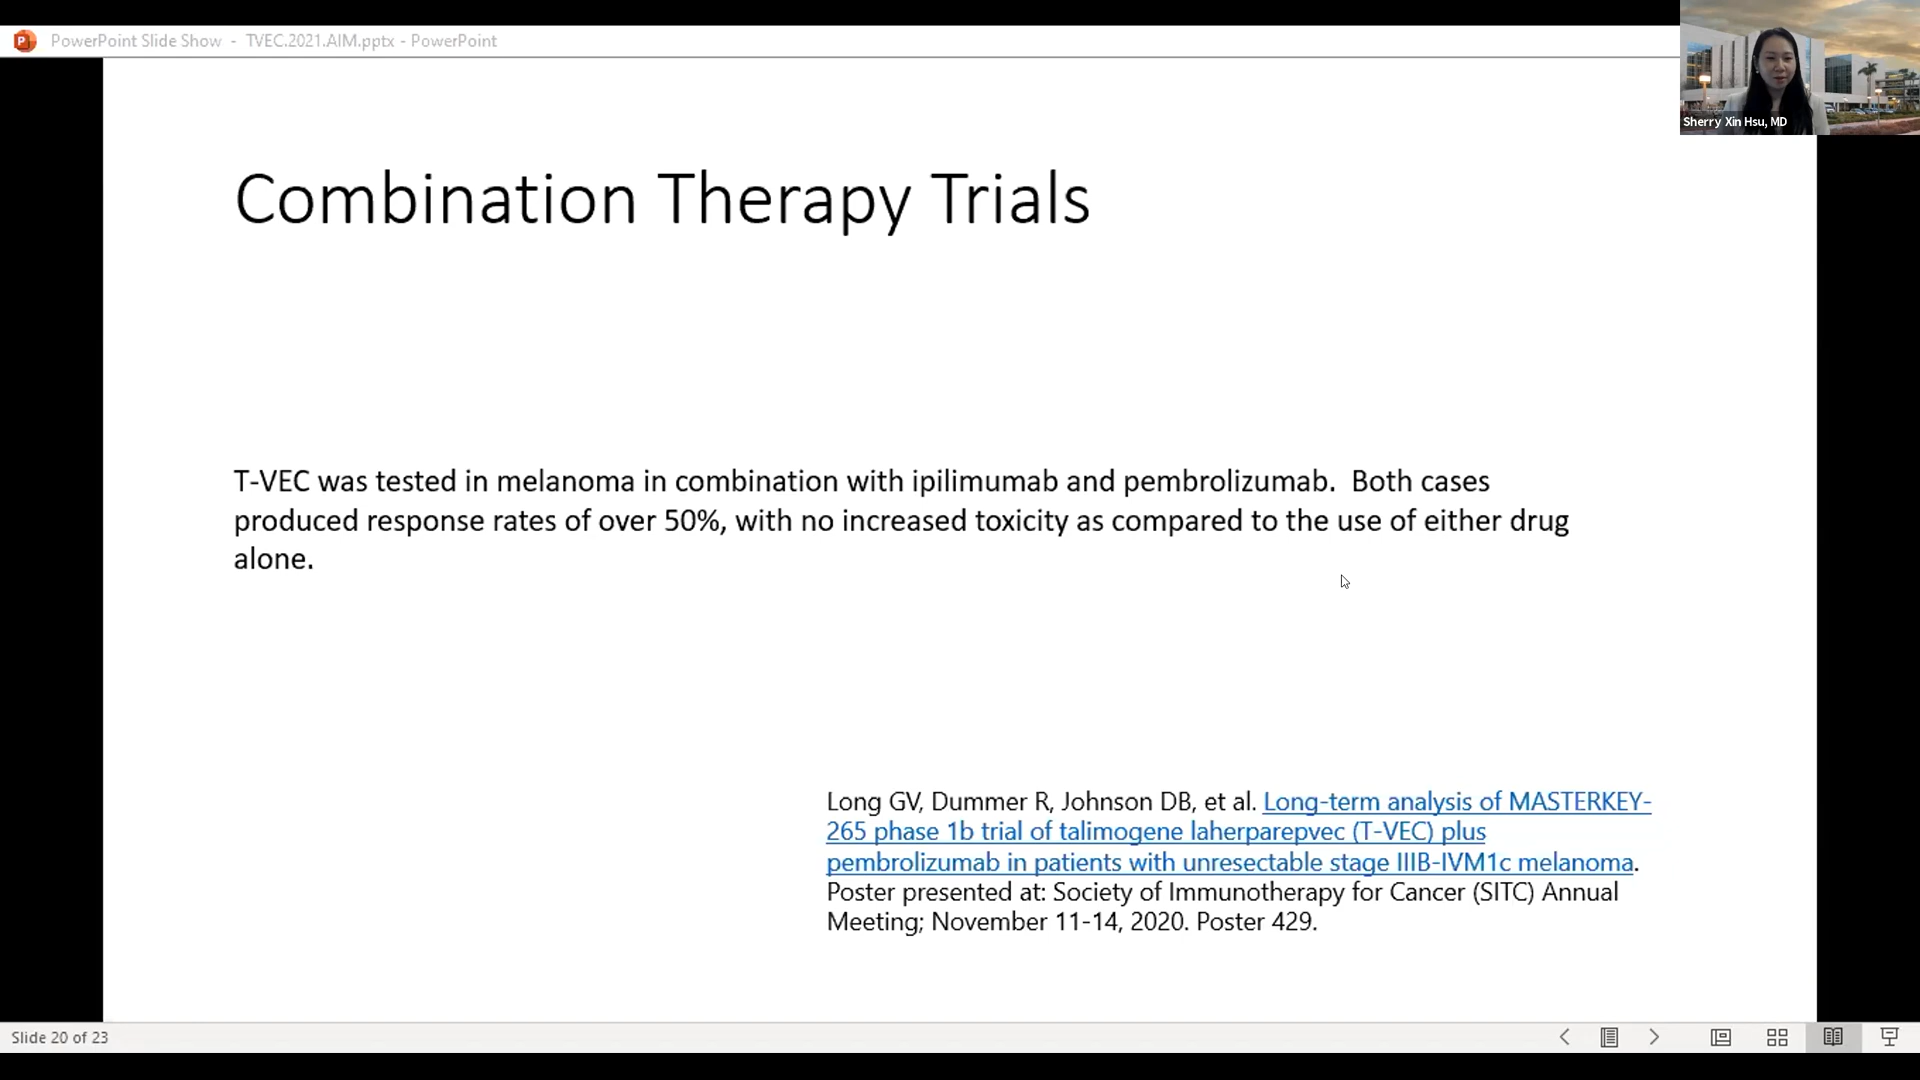 PowerPoint Slide Show - TVEC.2021.AIM.pptx - PowerPoint
Sherry Xin Hsu, MD
Combination Therapy Trials
T-VEC was tested in melanoma in combination with ipilimumab and pembrolizumab. Both cases
produced response rates of over 50%, with no increased toxicity as compared to the use of either drug
alone.
Long GV, Dummer R, Johnson DB, et al. Long-term analysis of MASTERKEY-
265 phase 1b trial of talimogene laherparepvec (T-VEC) plus
pembrolizumab in patients with unresectable stage IIIB-IVM1c melanoma.
Poster presented at: Society of Immunotherapy for Cancer (SITC) Annual
Meeting; November 11-14, 2020. Poster 429.
Slide 20 of 23